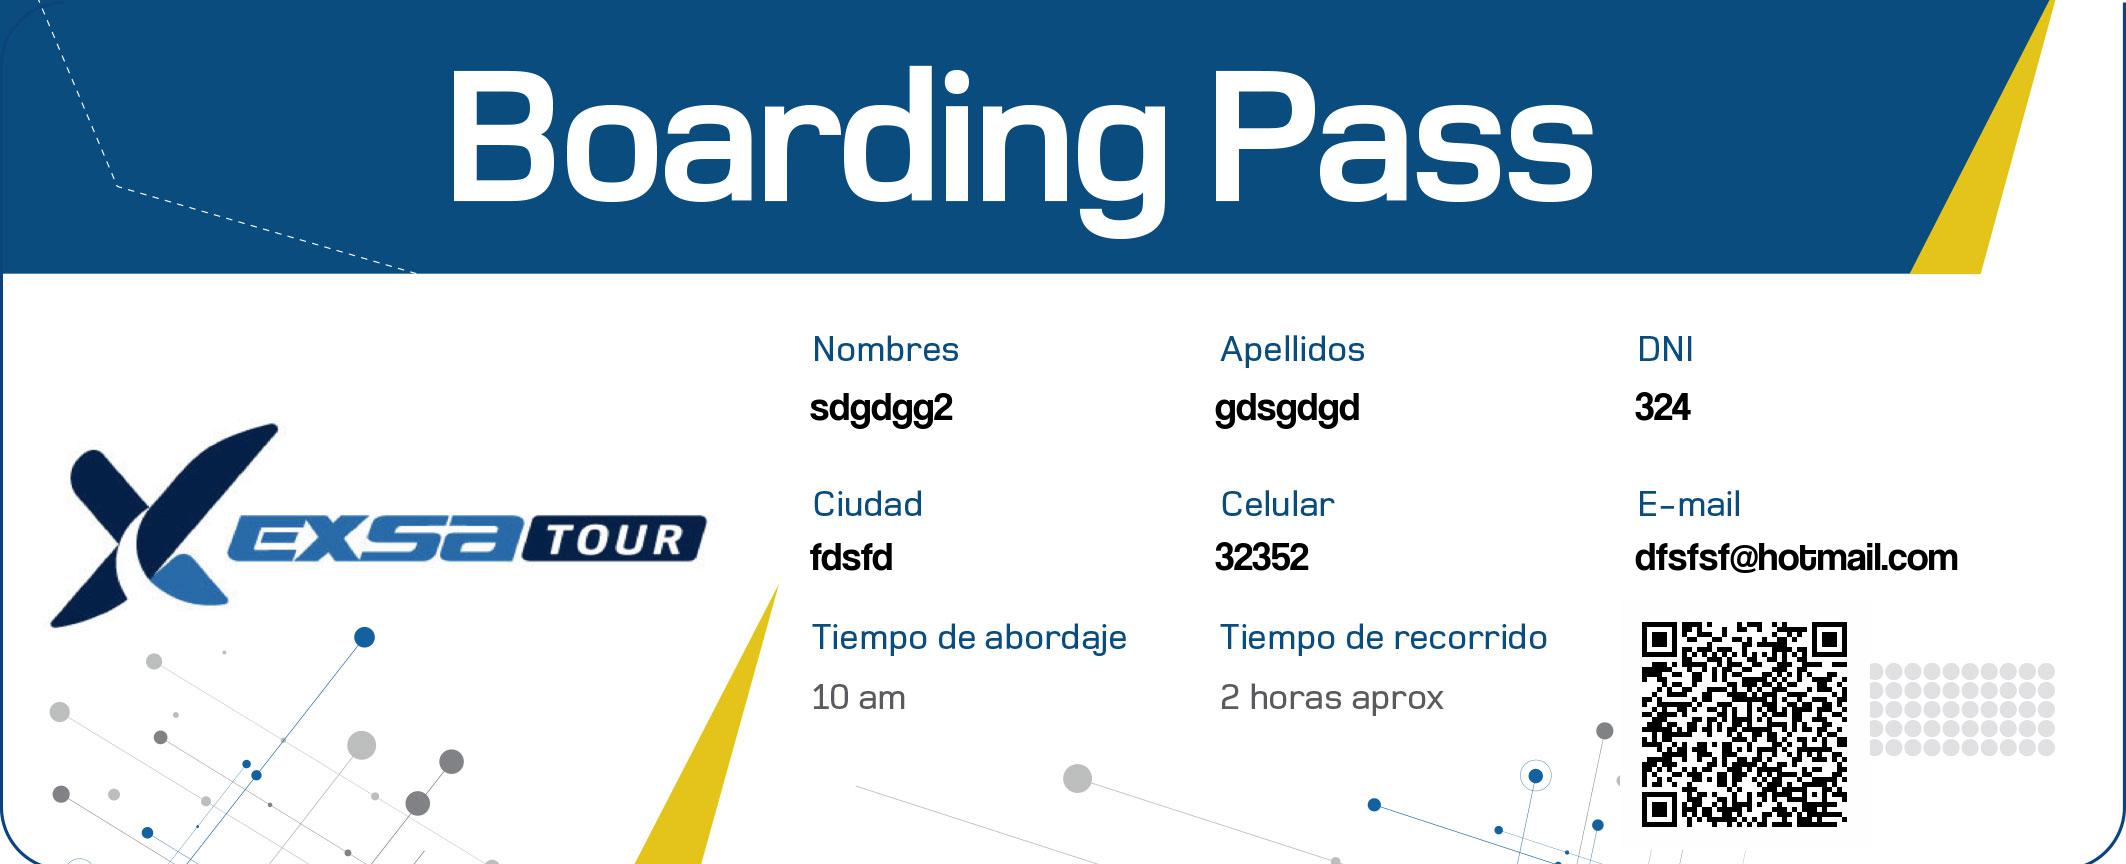 Boarding Pass
Nombres Apellidos DNI
sdgdgg2 gdsgdgd 324
Ciudad Celular E-mail
fdsfd 32352 dfsfsf@hotmail.com
EXSA TOUR
Tiempo de abordaje Tiempo de recorrido
10 am 2 horas aprox